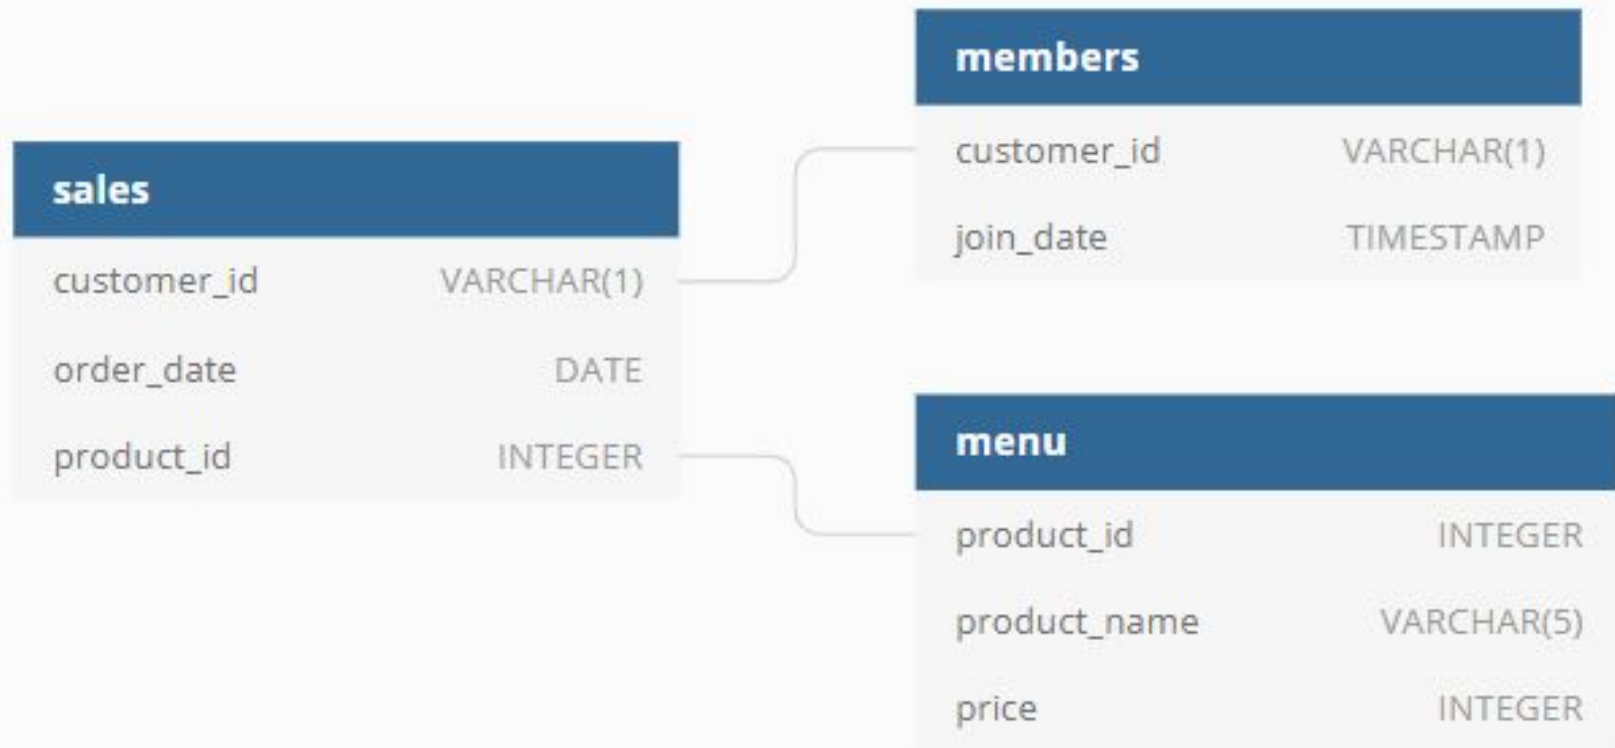 sales
customer_id VARCHAR(1)
order_date DATE
product_id INTEGER
members
customer_id VARCHAR(1)
join_date TIMESTAMP
menu
product_id INTEGER
product_name VARCHAR(5)
price INTEGER